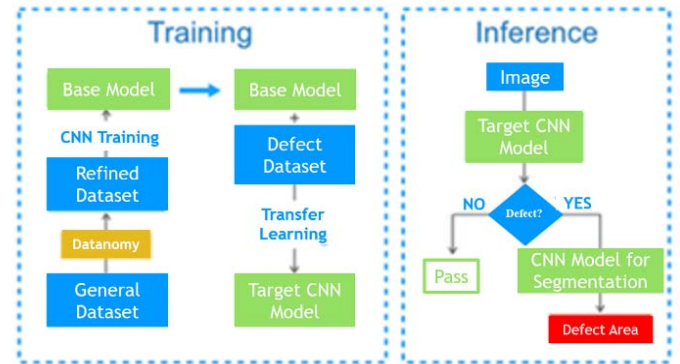 Training
Base Model
CNN Training
Refined
Dataset
Datanomy
General
Dataset
Base Model
+
Defect
Dataset
Transfer
Learning
Target CNN
Model
Inference
Image
Target CNN
Model
NO
Defect?
YES
Pass
CNN Model for
Segmentation
Defect Area